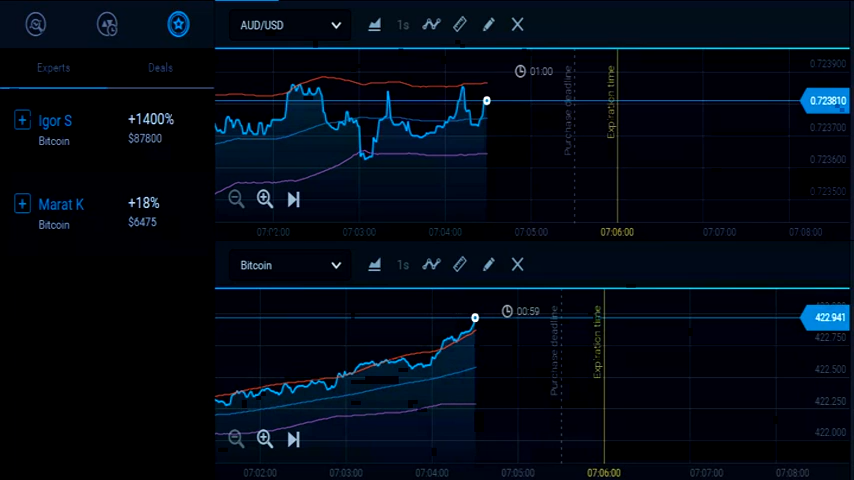 Experts
Deals
Igor S
+1400%
Bitcoin
$87800
Marat K
+18%
Bitcoin
$6475
AUD/USD
1s
01:00
Purchase deadline
Expiration time
0.723900
0.723810
0.723700
0.723600
0.723500
07:02:00
07:03:00
07:04:00
07:05:00
07:06:00
07:07:00
07:08:00
Bitcoin
1s
00:59
Purchase deadline
Expiration time
422.941
422.750
422.500
422.250
422.000
07:02:00
07:03:00
07:04:00
07:05:00
07:06:00
07:07:00
07:08:00